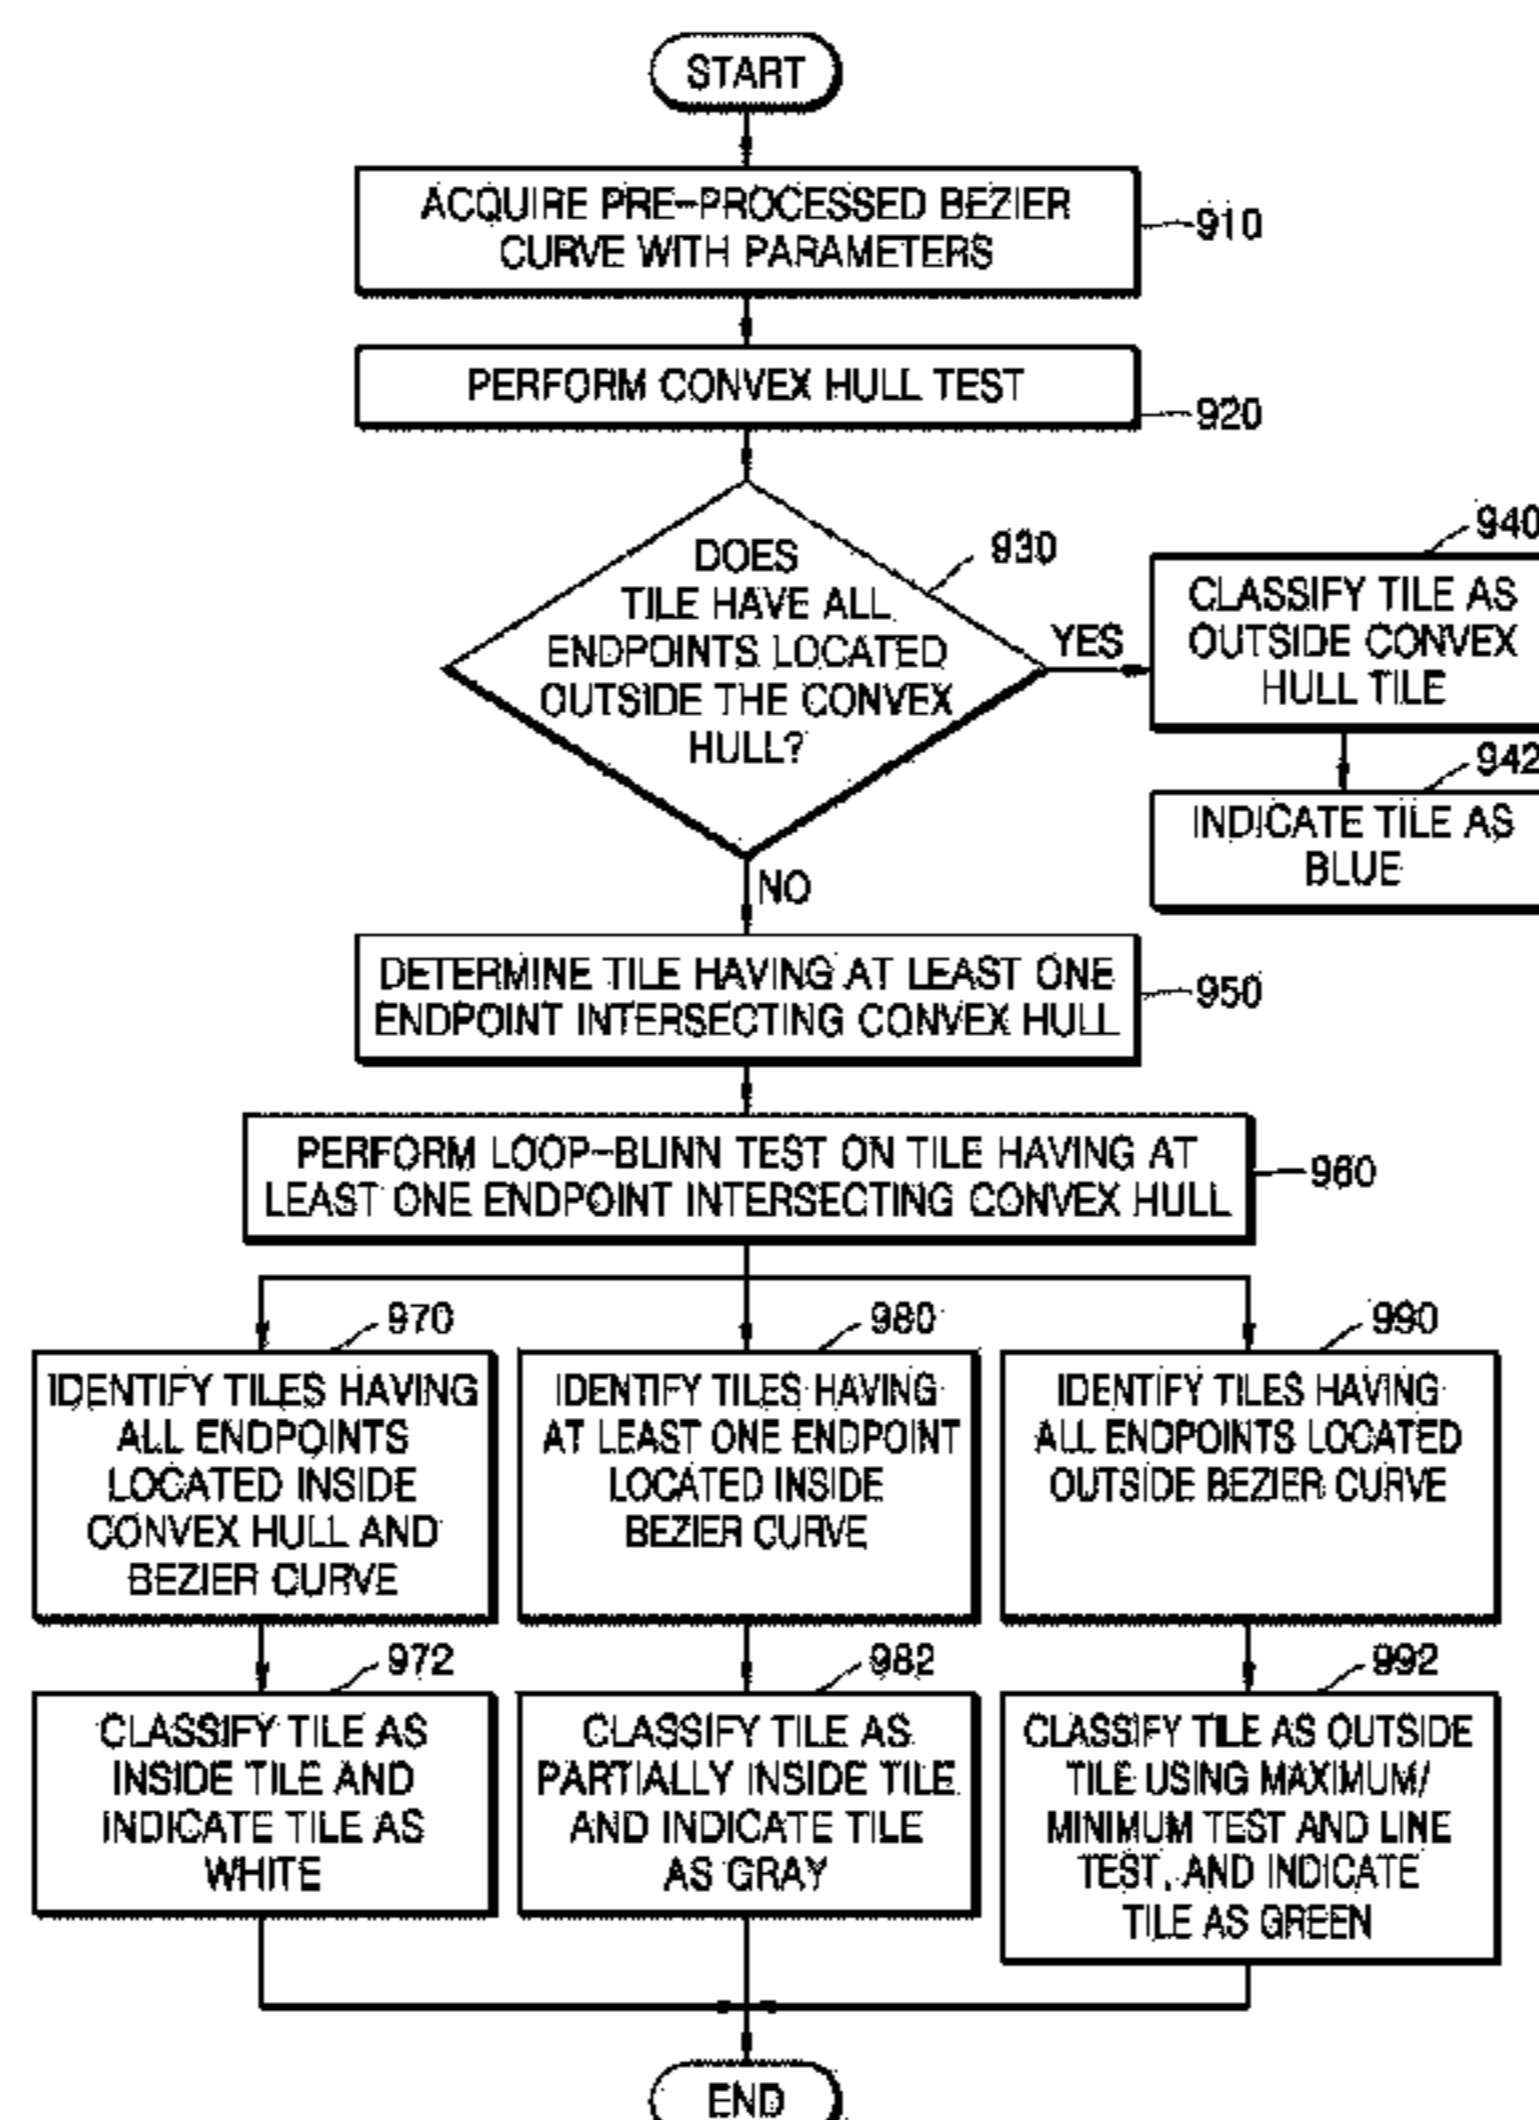 START
ACQUIRE PRE-PROCESSED BEZIER
CURVE WITH PARAMETERS
910
PERFORM CONVEX HULL TEST
920
DOES
TILE HAVE ALL
ENDPOINTS LOCATED
OUTSIDE THE CONVEX
HULL?
930
YES
940
CLASSIFY TILE AS
OUTSIDE CONVEX
HULL TILE
942
INDICATE TILE AS
BLUE
NO
DETERMINE TILE HAVING AT LEAST ONE
ENDPOINT INTERSECTING CONVEX HULL
950
PERFORM LOOP-BLINN TEST ON TILE HAVING AT
LEAST ONE ENDPOINT INTERSECTING CONVEX HULL
960
970
IDENTIFY TILES HAVING
ALL ENDPOINTS
LOCATED INSIDE
CONVEX HULL AND
BEZIER CURVE
980
IDENTIFY TILES HAVING
AT LEAST ONE ENDPOINT
LOCATED INSIDE
BEZIER CURVE
990
IDENTIFY TILES HAVING
ALL ENDPOINTS LOCATED
OUTSIDE BEZIER CURVE
972
CLASSIFY TILE AS
INSIDE TILE AND
INDICATE TILE AS
WHITE
982
CLASSIFY TILE AS
PARTIALLY INSIDE TILE
AND INDICATE TILE
AS GRAY
992
CLASSIFY TILE AS OUTSIDE
TILE USING MAXIMUM/
MINIMUM TEST AND LINE
TEST, AND INDICATE
TILE AS GREEN
END